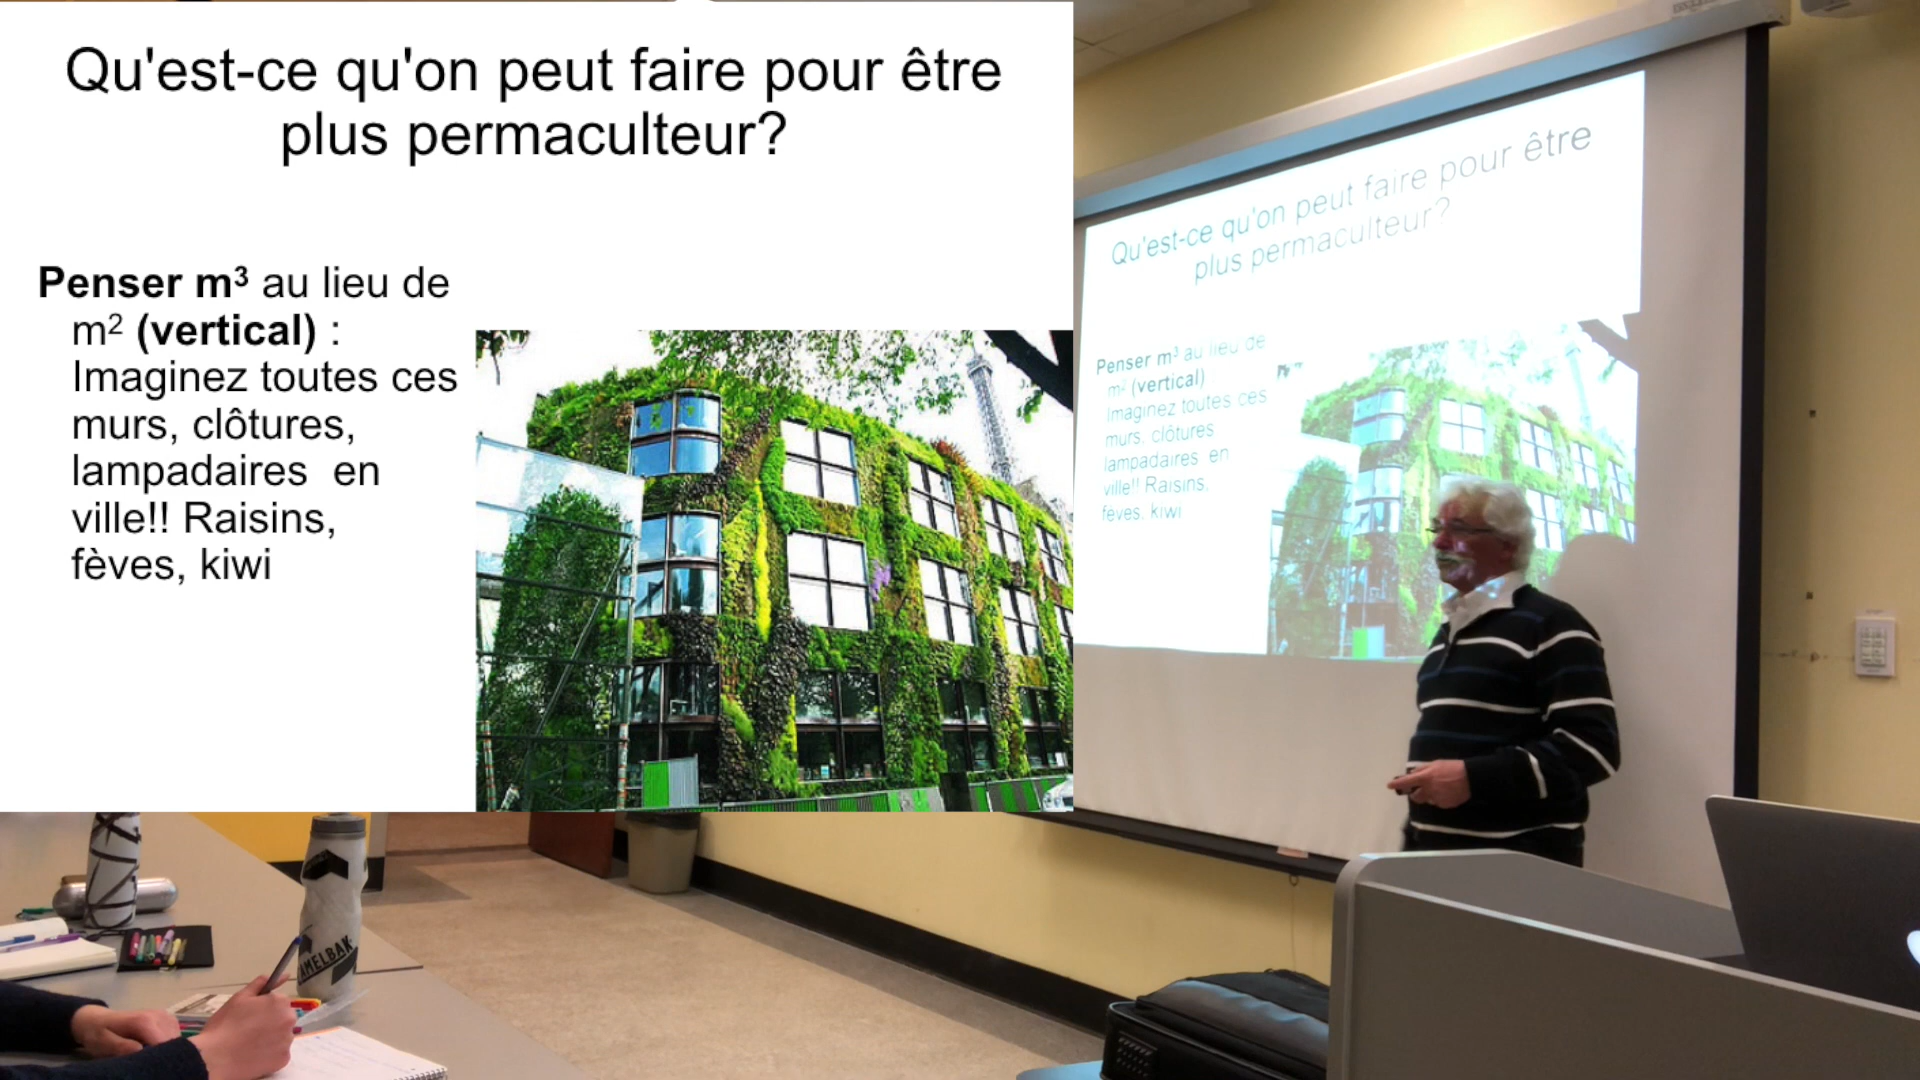 Qu'est-ce qu'on peut faire pour être
plus permaculteur?
Penser m³ au lieu de
m² (vertical) :
Imaginez toutes ces
murs, clôtures,
lampadaires en
ville!! Raisins,
fèves, kiwi
Qu'est-ce qu'on peut faire pour être
plus permaculteur?
Penser m³ au lieu de
m² (vertical)
Imaginez toutes ces
murs, clôtures
lampadaires en
ville!! Raisins,
fèves, kiwi
AMELBAK